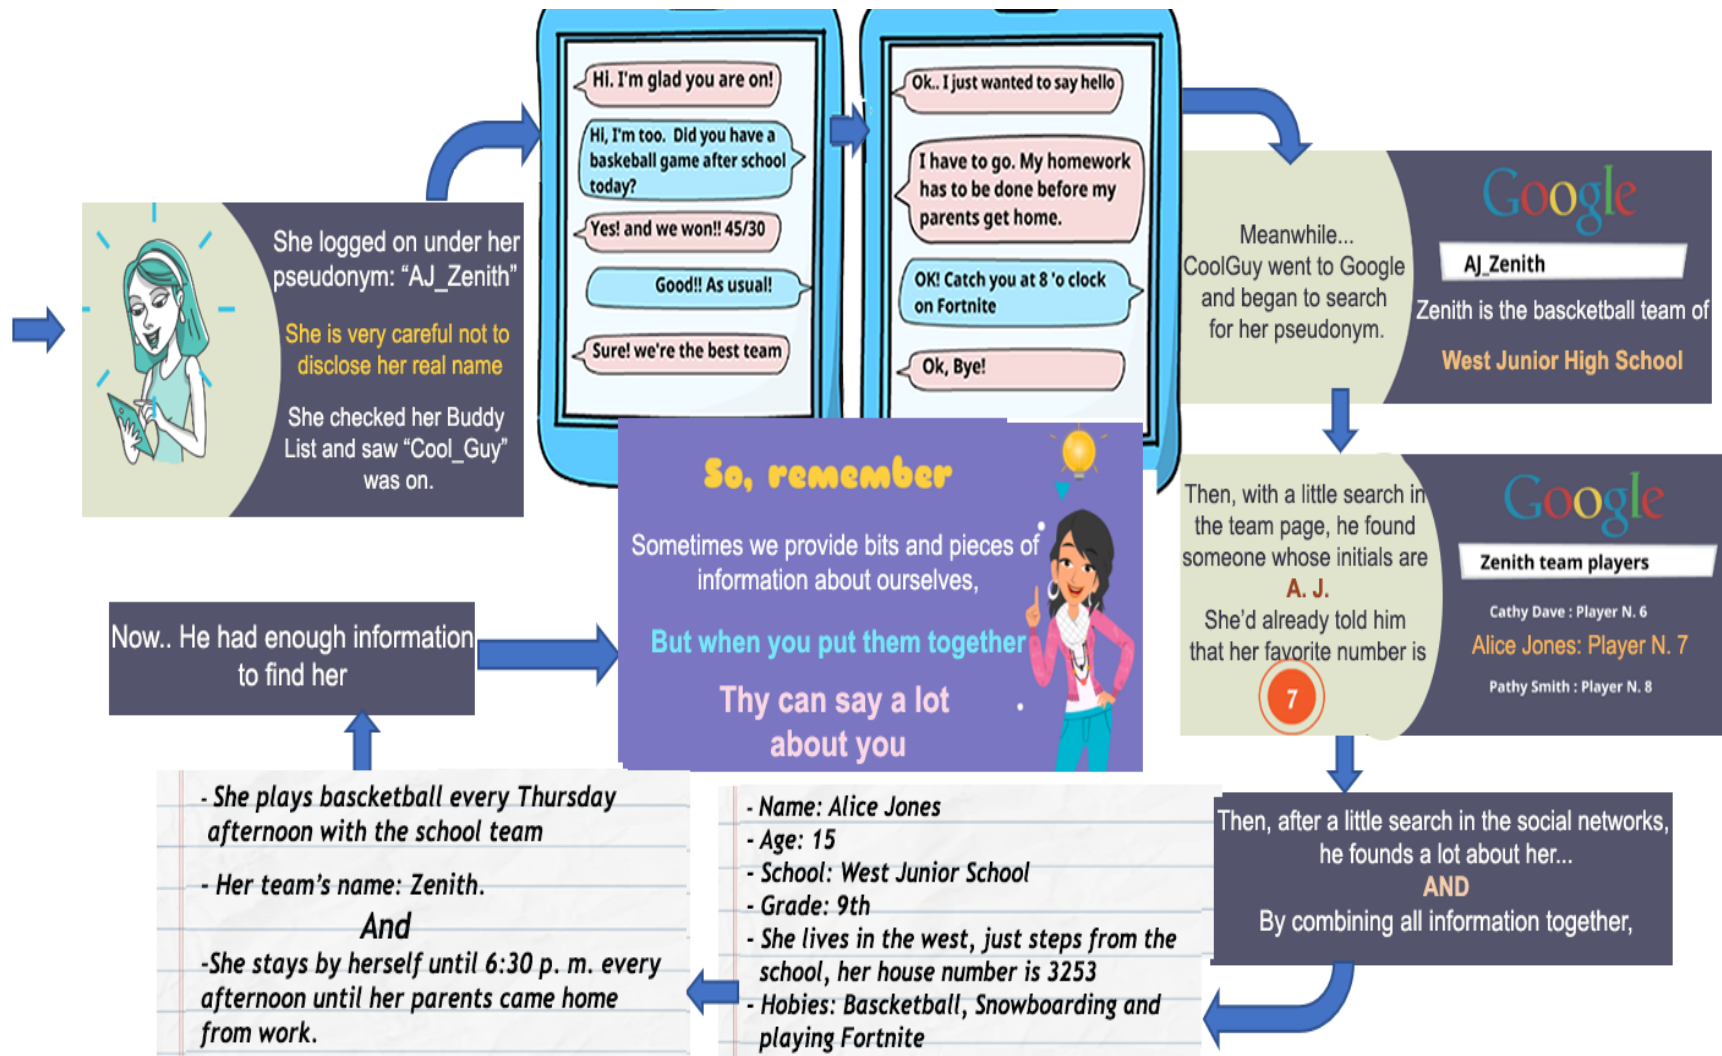 She logged on under her
pseudonym: “AJ_Zenith”
She is very careful not to
disclose her real name
She checked her Buddy
List and saw “Cool_Guy”
was on.
Hi. I'm glad you are on!
Hi, I'm too. Did you have a
baskeball game after school
today?
Yes! and we won!! 45/30
Good!! As usual!
Sure! we're the best team
Ok.. I just wanted to say hello
I have to go. My homework
has to be done before my
parents get home.
OK! Catch you at 8 'o clock
on Fortnite
Ok, Bye!
Meanwhile...
CoolGuy went to Google
and began to search
for her pseudonym.
Google
AJ_Zenith
Zenith is the bascketball team of
West Junior High School
Then, with a little search in
the team page, he found
someone whose initials are
A. J.
She’d already told him
that her favorite number is
7
Google
Zenith team players
Cathy Dave : Player N. 6
Alice Jones: Player N. 7
Pathy Smith : Player N. 8
Then, after a little search in the social networks,
he founds a lot about her...
AND
By combining all information together,
- Name: Alice Jones
- Age: 15
- School: West Junior School
- Grade: 9th
- She lives in the west, just steps from the
school, her house number is 3253
- Hobies: Bascketball, Snowboarding and
playing Fortnite
- She plays bascketball every Thursday
afternoon with the school team
- Her team’s name: Zenith.
And
-She stays by herself until 6:30 p. m. every
afternoon until her parents came home
from work.
Now.. He had enough information
to find her
So, remember
Sometimes we provide bits and pieces of
information about ourselves,
But when you put them together
Thy can say a lot
about you